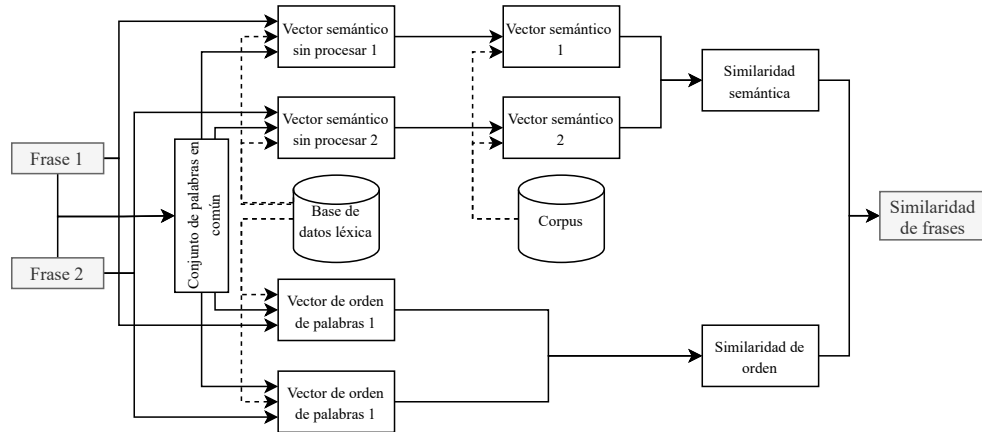 Vector semántico
sin procesar 1
Vector semántico
1
Similaridad
semántica
Vector semántico
sin procesar 2
Vector semántico
2
Frase 1
Frase 2
Conjunto de palabras en
común
Base de
datos léxica
Corpus
Similaridad
de frases
Vector de orden
de palabras 1
Similaridad de
orden
Vector de orden
de palabras 1